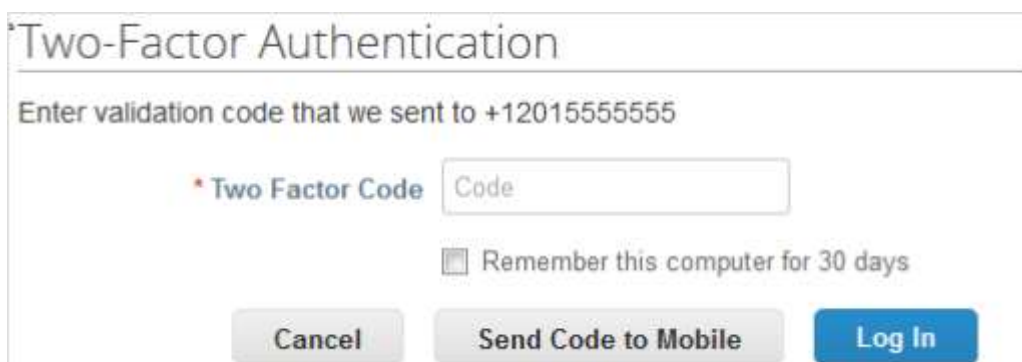 Two-Factor Authentication
Enter validation code that we sent to +12015555555
* Two Factor Code Code
Remember this computer for 30 days
Cancel Send Code to Mobile Log In